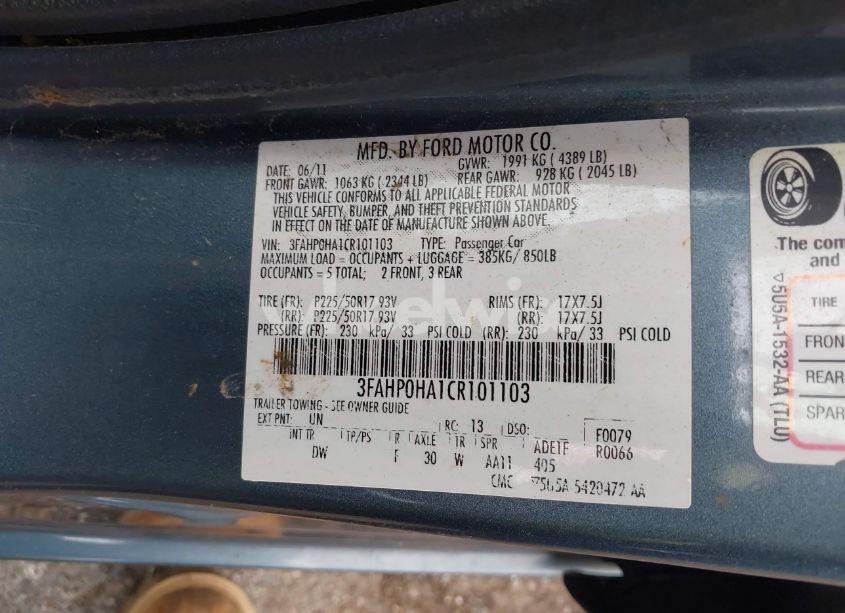 MFD. BY FORD MOTOR CO.
DATE: 06/11 GVWR: 1991 KG ( 4389 LB)
FRONT GAWR: 1063 KG ( 2344 LB) REAR GAWR: 928 KG ( 2045 LB)
THIS VEHICLE CONFORMS TO ALL APPLICABLE FEDERAL MOTOR
VEHICLE SAFETY, BUMPER, AND THEFT PREVENTION STANDARDS
IN EFFECT ON THE DATE OF MANUFACTURE SHOWN ABOVE.
VIN: 3FAHP0HA1CR101103 TYPE: Passenger Car
MAXIMUM LOAD = OCCUPANTS + LUGGAGE = 385KG/ 850LB
OCCUPANTS = 5 TOTAL; 2 FRONT, 3 REAR
TIRE (FR): P225/50R17 93V RIMS (FR): 17X7.5J
(RR): P225/50R17 93V (RR): 17X7.5J
PRESSURE (FR): 230 kPa/ 33 PSI COLD (RR): 230 kPa/ 33 PSI COLD
3FAHP0HA1CR101103
TRAILER TOWING - SEE OWNER GUIDE
EXT PNT: UN RC: 13 DSO: F0079
INT TR TP/PS R AXLE TR SPR R0066
DW F 30 W AA11 405
CMC 5U5A 5420472 AA
5U5A-1532-AA (TLU)
The com
and
TIRE
FRON
REAR
SPAR